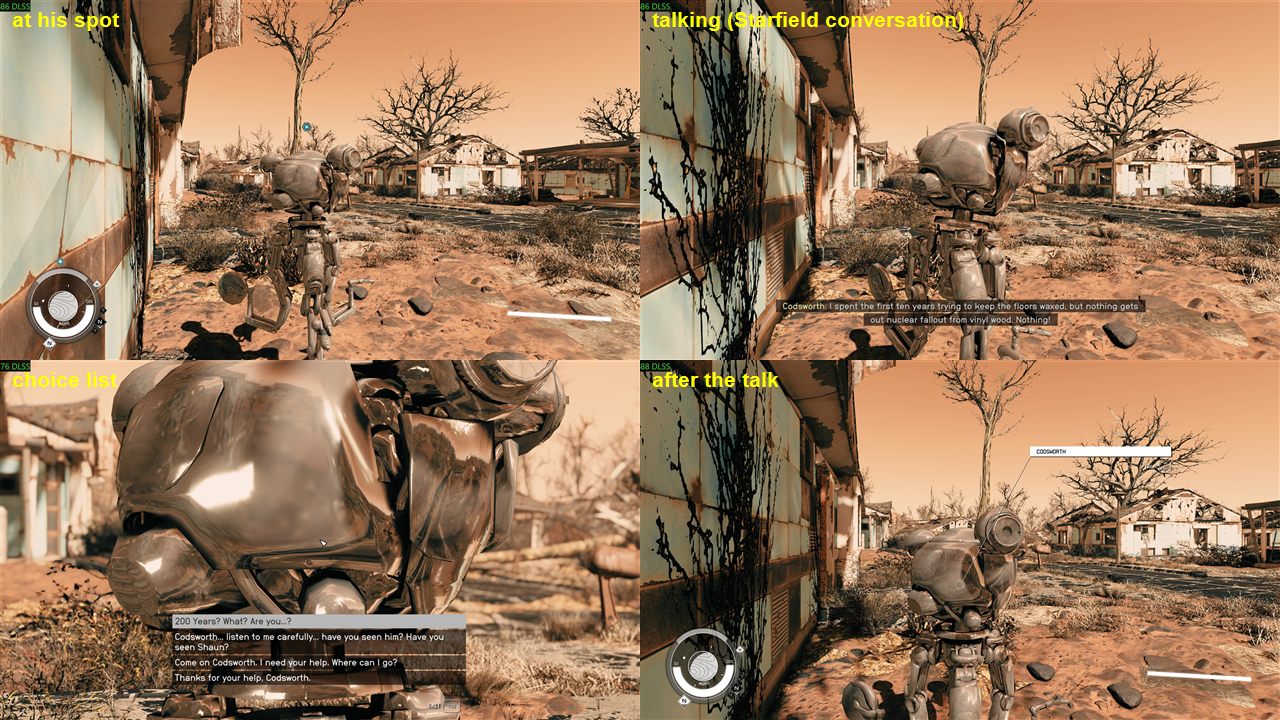 86 DLSS
at his spot
86 DLSS
talking (Starfield conversation)
Codsworth: I spent the first ten years trying to keep the floors waxed, but nothing gets
out nuclear fallout from vinyl wood. Nothing!
76 DLSS
choice list
200 Years? What? Are you...?
Codsworth... listen to me carefully... have you seen him? Have you
seen Shaun?
Come on Codsworth. I need your help. Where can I go?
Thanks for your help, Codsworth.
EXIT
88 DLSS
after the talk
CODSWORTH
N
N